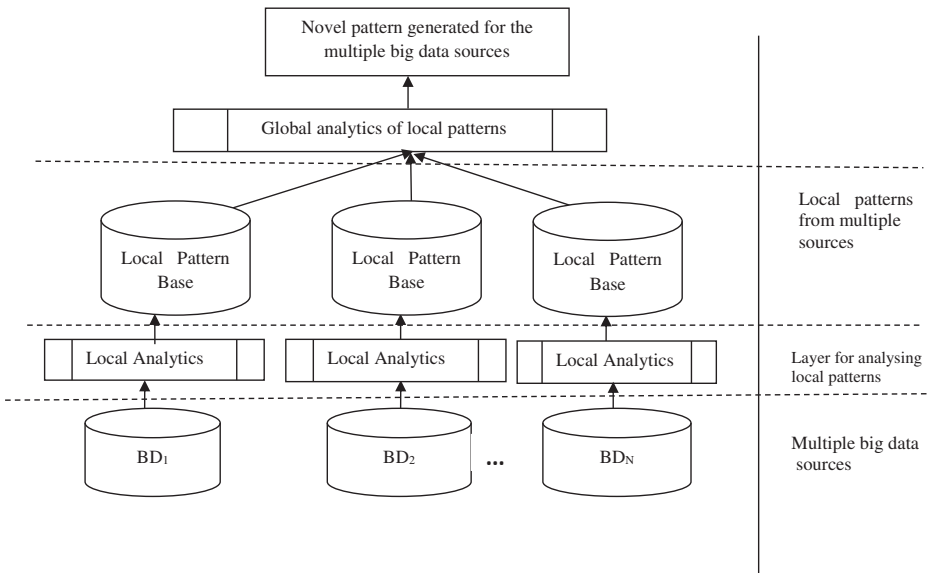 Novel pattern generated for the
multiple big data sources
Global analytics of local patterns
Local patterns
from multiple
sources
Local Pattern
Base
Local Pattern
Base
Local Pattern
Base
Local Analytics
Local Analytics
Local Analytics
Layer for analysing
local patterns
BD₁
BD₂
...
BDN
Multiple big data
sources